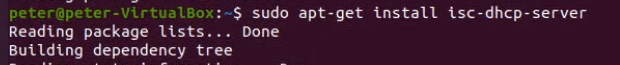 peter@peter-VirtualBox:~$ sudo apt-get install isc-dhcp-server
Reading package lists... Done
Building dependency tree